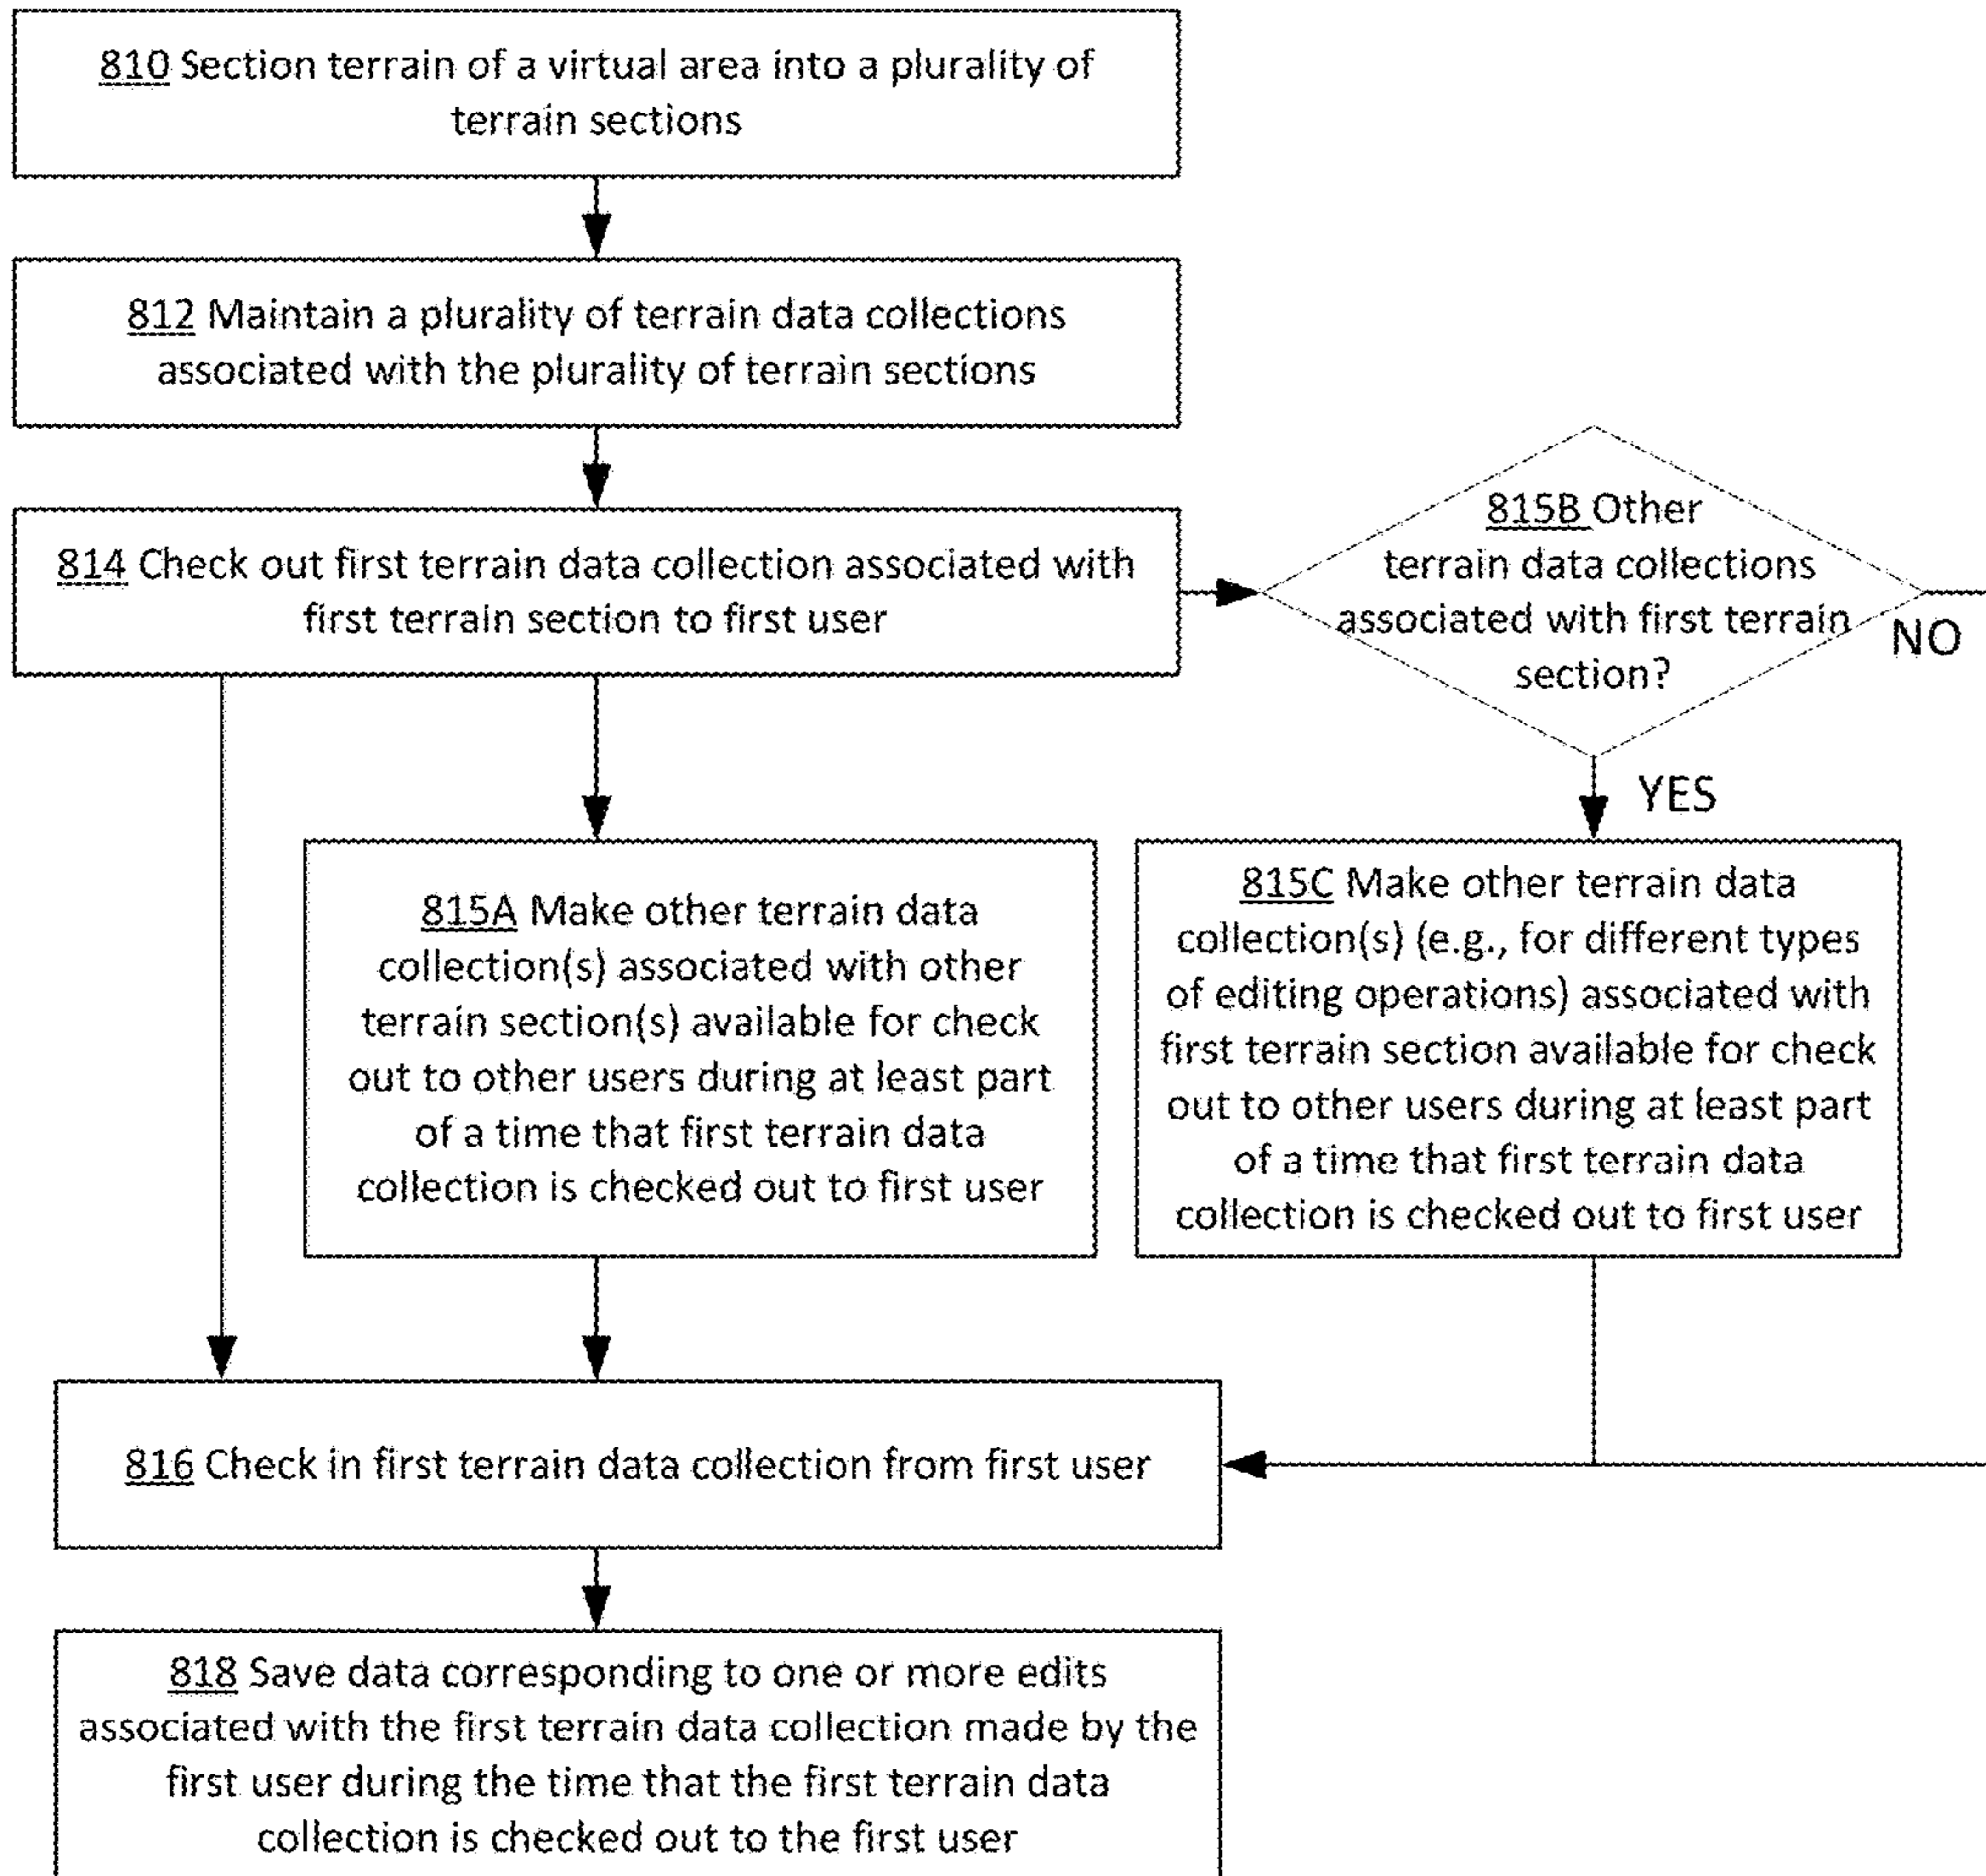 810 Section terrain of a virtual area into a plurality of
terrain sections
812 Maintain a plurality of terrain data collections
associated with the plurality of terrain sections
814 Check out first terrain data collection associated with
first terrain section to first user
815B Other
terrain data collections
associated with first terrain
section?
NO
YES
815A Make other terrain data
collection(s) associated with other
terrain section(s) available for check
out to other users during at least part
of a time that first terrain data
collection is checked out to first user
815C Make other terrain data
collection(s) (e.g., for different types
of editing operations) associated with
first terrain section available for check
out to other users during at least part
of a time that first terrain data
collection is checked out to first user
816 Check in first terrain data collection from first user
818 Save data corresponding to one or more edits
associated with the first terrain data collection made by the
first user during the time that the first terrain data
collection is checked out to the first user